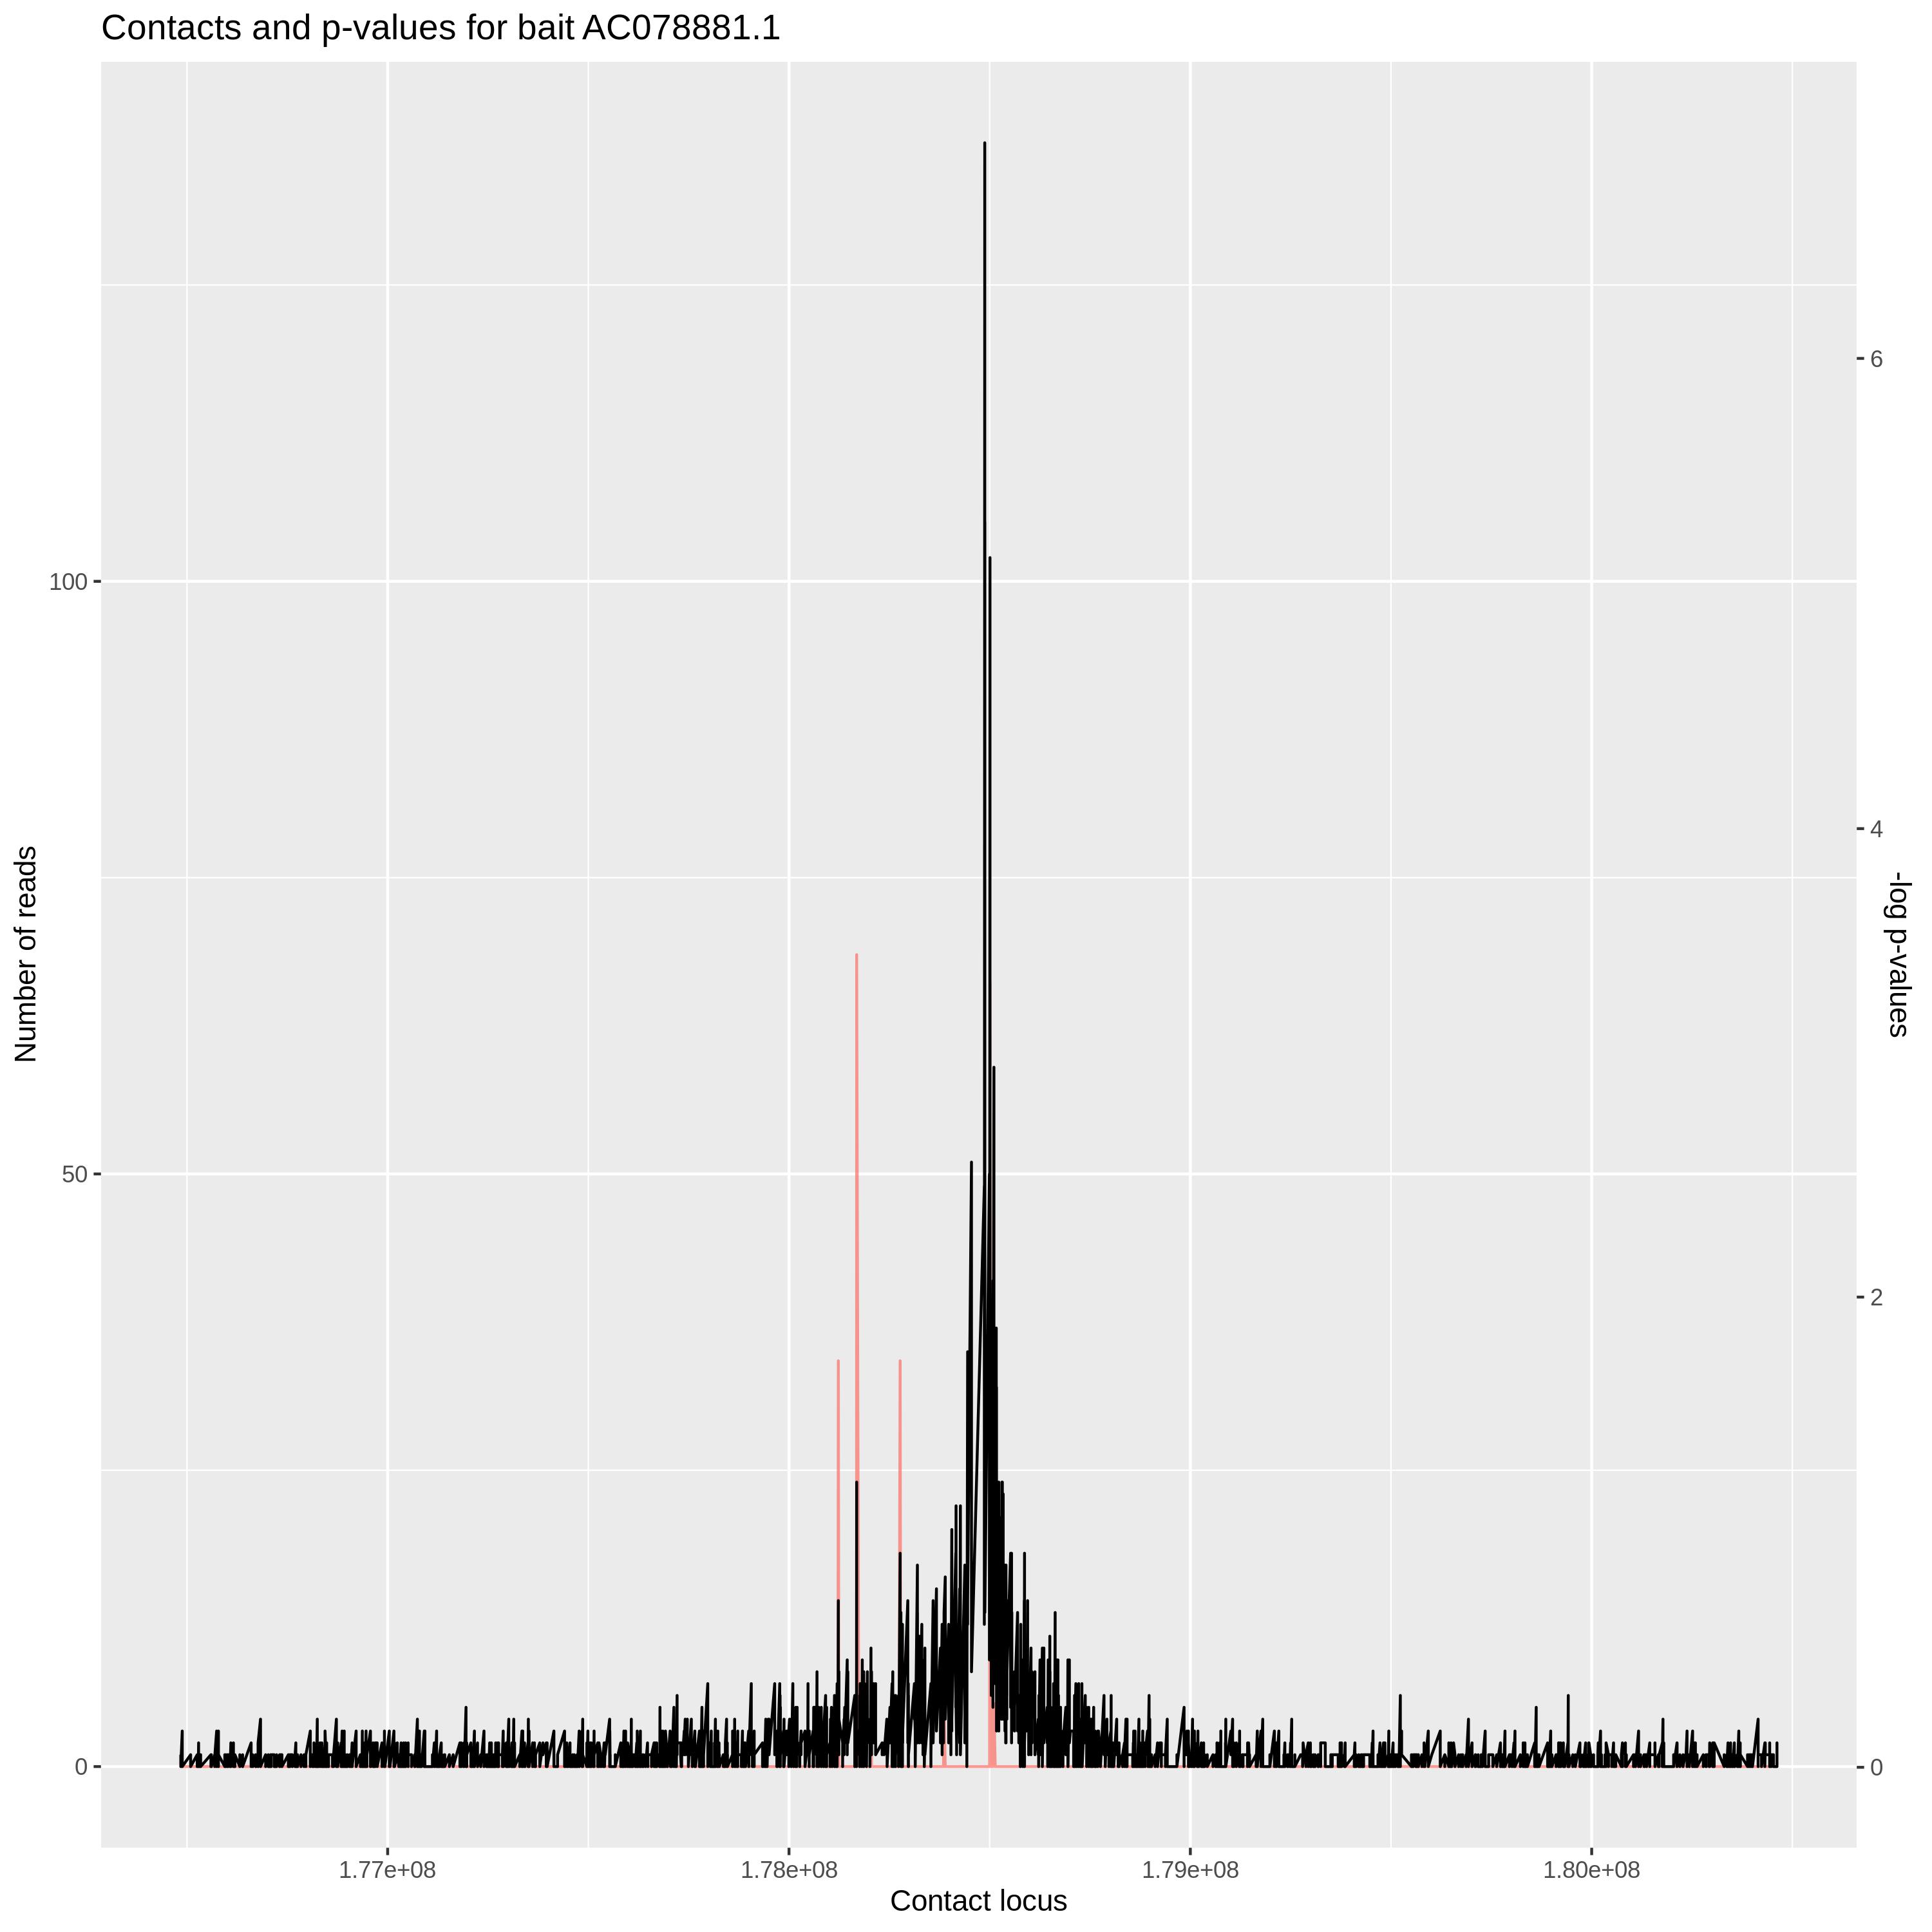 Contacts and p-values for bait AC078881.1
Number of reads
100
50
0
6
4
2
0
-log p-values
1.77e+08
1.78e+08
1.79e+08
1.80e+08
Contact locus